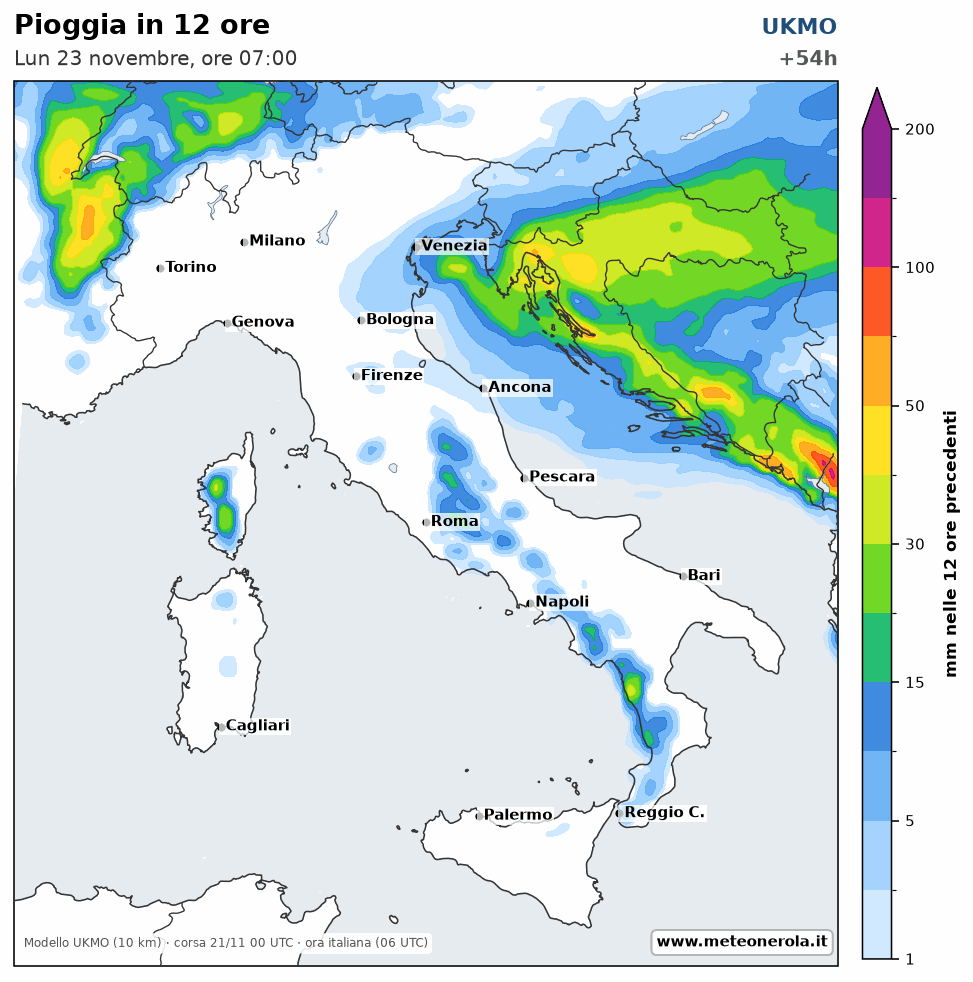 Pioggia in 12 ore
UKMO
Lun 23 novembre, ore 07:00
+54h
Milano
Venezia
Torino
Genova
Bologna
Firenze
Ancona
Pescara
Roma
Bari
Napoli
Cagliari
Palermo
Reggio C.
200
100
50
30
15
5
1
mm nelle 12 ore precedenti
Modello UKMO (10 km) · corsa 21/11 00 UTC · ora italiana (06 UTC)
www.meteonerola.it